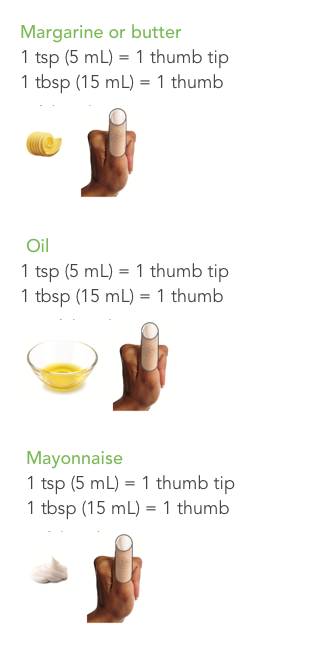 Margarine or butter
1 tsp (5 mL) = 1 thumb tip
1 tbsp (15 mL) = 1 thumb
Oil
1 tsp (5 mL) = 1 thumb tip
1 tbsp (15 mL) = 1 thumb
Mayonnaise
1 tsp (5 mL) = 1 thumb tip
1 tbsp (15 mL) = 1 thumb